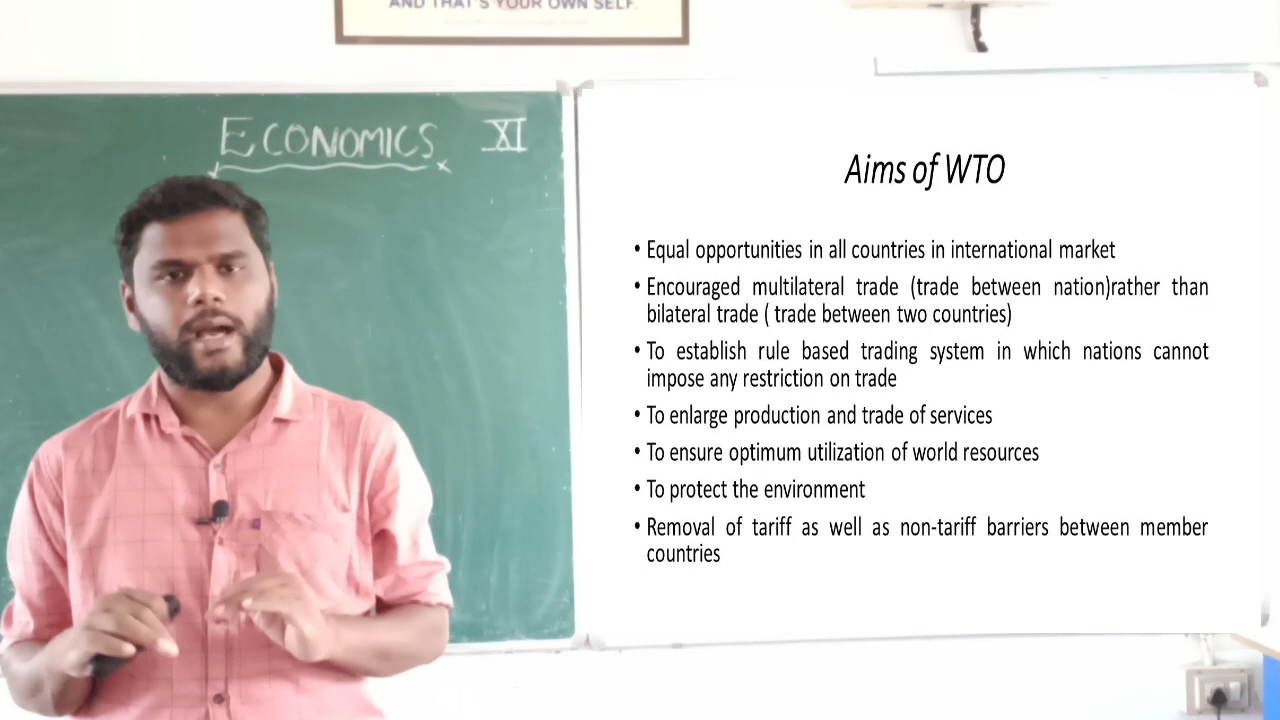 AND THAT'S YOUR OWN SELF.
ECONOMICS XI
Aims of WTO
• Equal opportunities in all countries in international market
• Encouraged multilateral trade (trade between nation)rather than
bilateral trade ( trade between two countries)
• To establish rule based trading system in which nations cannot
impose any restriction on trade
• To enlarge production and trade of services
• To ensure optimum utilization of world resources
• To protect the environment
• Removal of tariff as well as non-tariff barriers between member
countries